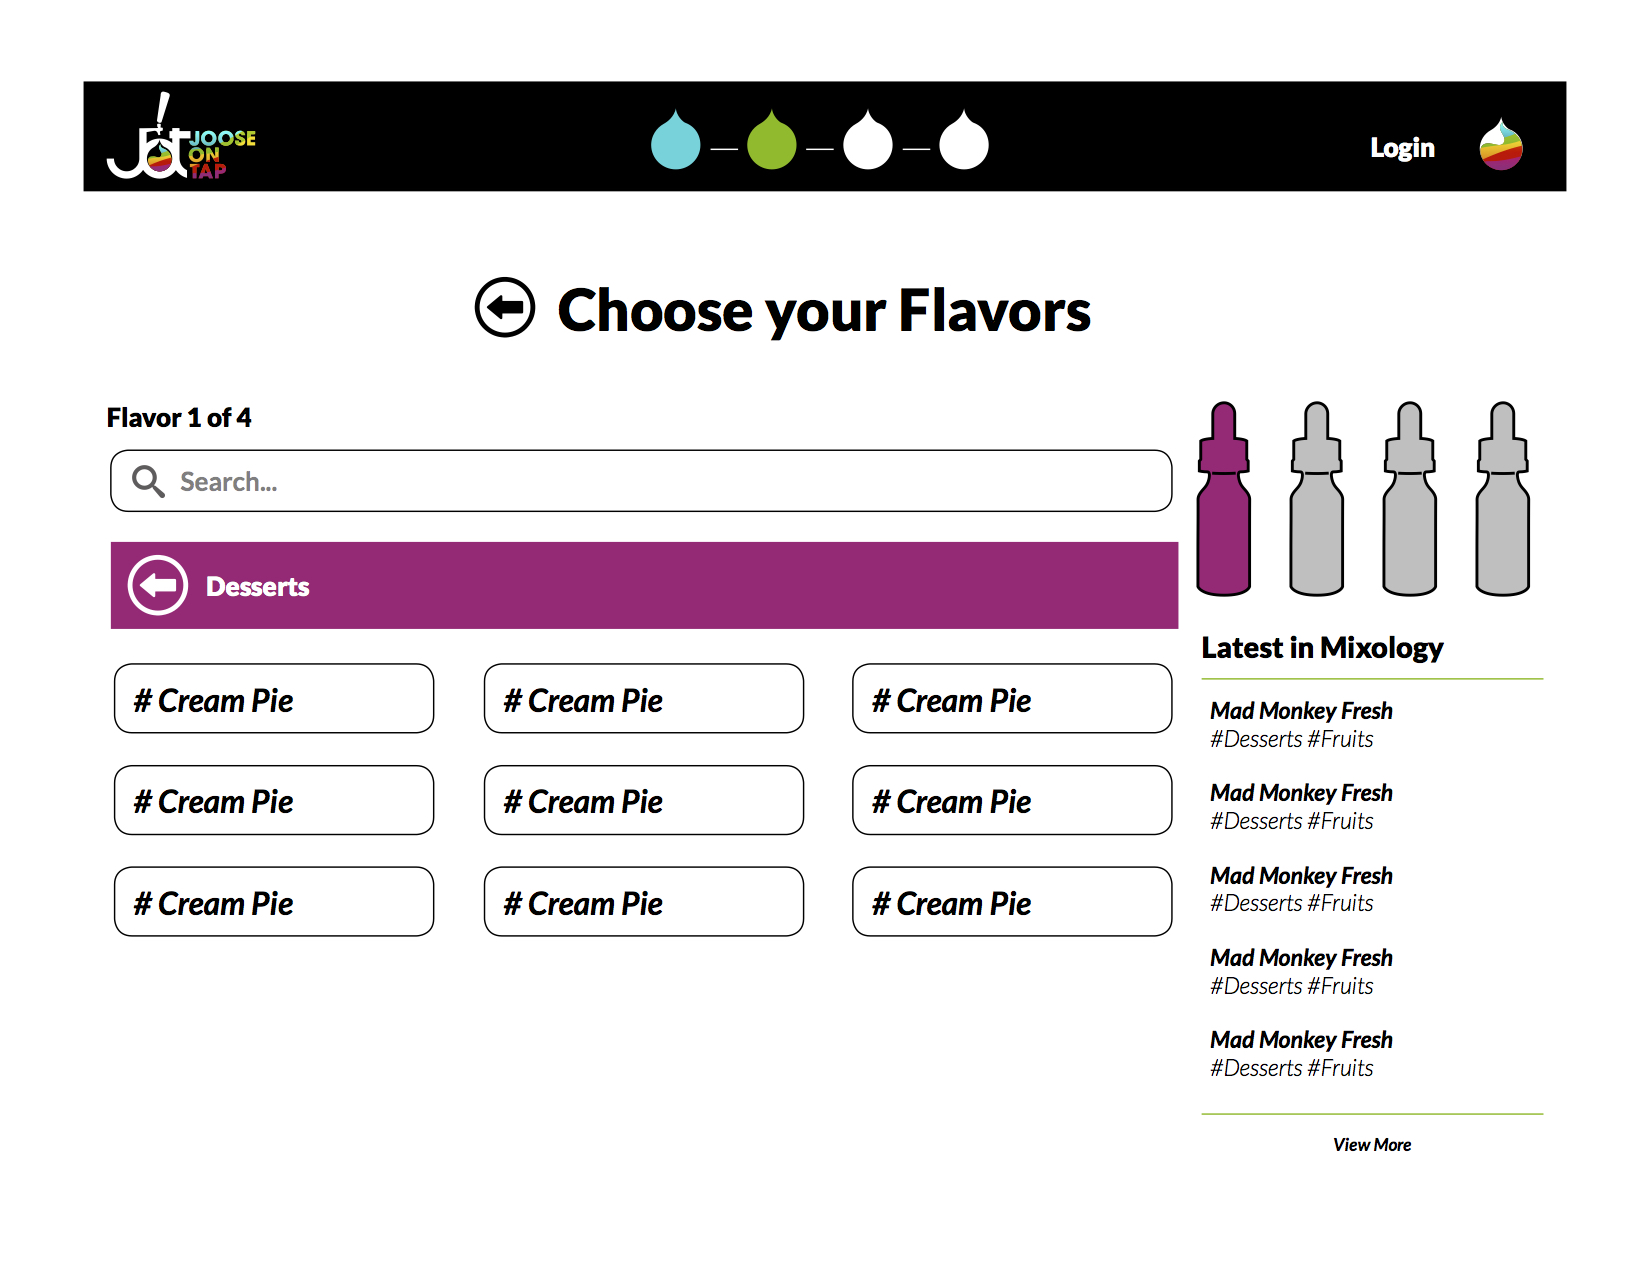 Jot
JOOSE
ON
TAP
Login
Choose your Flavors
Flavor 1 of 4
Search...
Desserts
# Cream Pie
# Cream Pie
# Cream Pie
# Cream Pie
# Cream Pie
# Cream Pie
# Cream Pie
# Cream Pie
# Cream Pie
Latest in Mixology
Mad Monkey Fresh
#Desserts #Fruits
Mad Monkey Fresh
#Desserts #Fruits
Mad Monkey Fresh
#Desserts #Fruits
Mad Monkey Fresh
#Desserts #Fruits
Mad Monkey Fresh
#Desserts #Fruits
View More